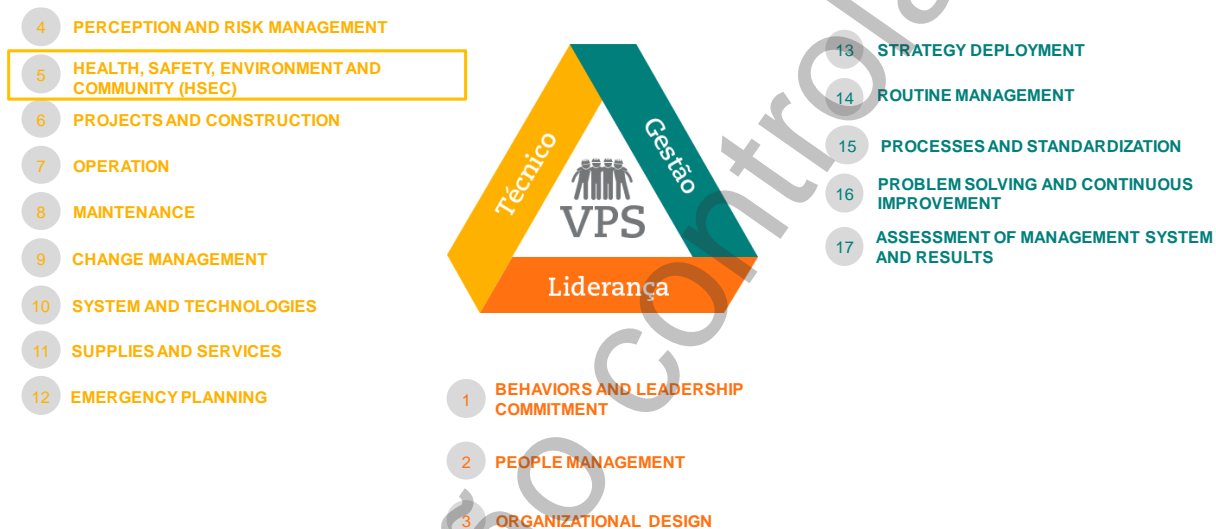 4 PERCEPTION AND RISK MANAGEMENT
5 HEALTH, SAFETY, ENVIRONMENT AND
COMMUNITY (HSEC)
6 PROJECTS AND CONSTRUCTION
7 OPERATION
8 MAINTENANCE
9 CHANGE MANAGEMENT
10 SYSTEM AND TECHNOLOGIES
11 SUPPLIES AND SERVICES
12 EMERGENCY PLANNING
Técnico
Gestão
VPS
Liderança
13 STRATEGY DEPLOYMENT
14 ROUTINE MANAGEMENT
15 PROCESSES AND STANDARDIZATION
16 PROBLEM SOLVING AND CONTINUOUS
IMPROVEMENT
17 ASSESSMENT OF MANAGEMENT SYSTEM
AND RESULTS
1 BEHAVIORS AND LEADERSHIP
COMMITMENT
2 PEOPLE MANAGEMENT
3 ORGANIZATIONAL DESIGN